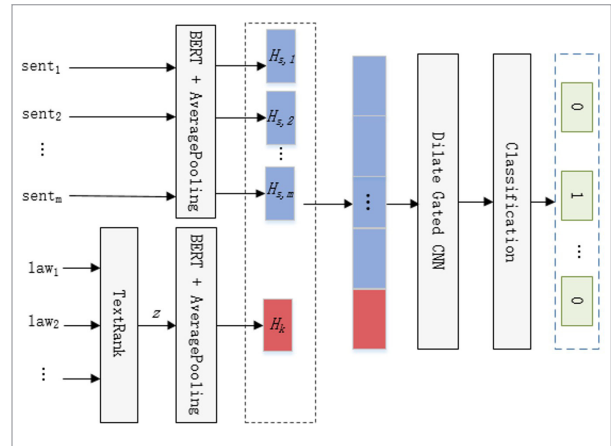 sent₁
sent₂
⋮
sentₘ
BERT + AveragePooling
Hₛ,₁
Hₛ,₂
⋮
Hₛ,ₘ
law₁
law₂
⋮
TextRank
z
BERT + AveragePooling
Hₖ
⋮
Dilate Gated CNN
Classification
0
1
⋮
0